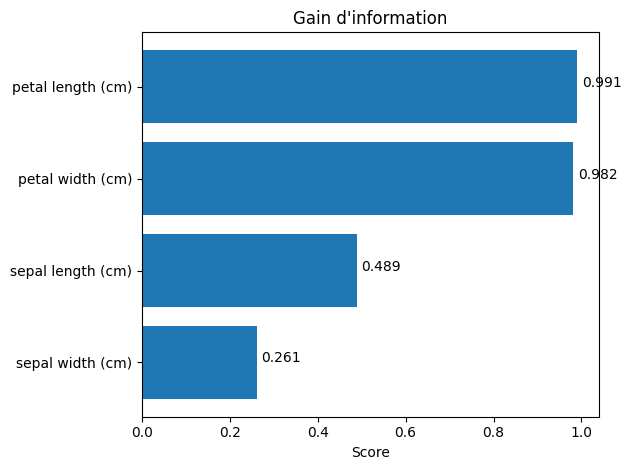 Gain d'information
petal length (cm)
0.991
petal width (cm)
0.982
sepal length (cm)
0.489
sepal width (cm)
0.261
0.0 0.2 0.4 0.6 0.8 1.0
Score